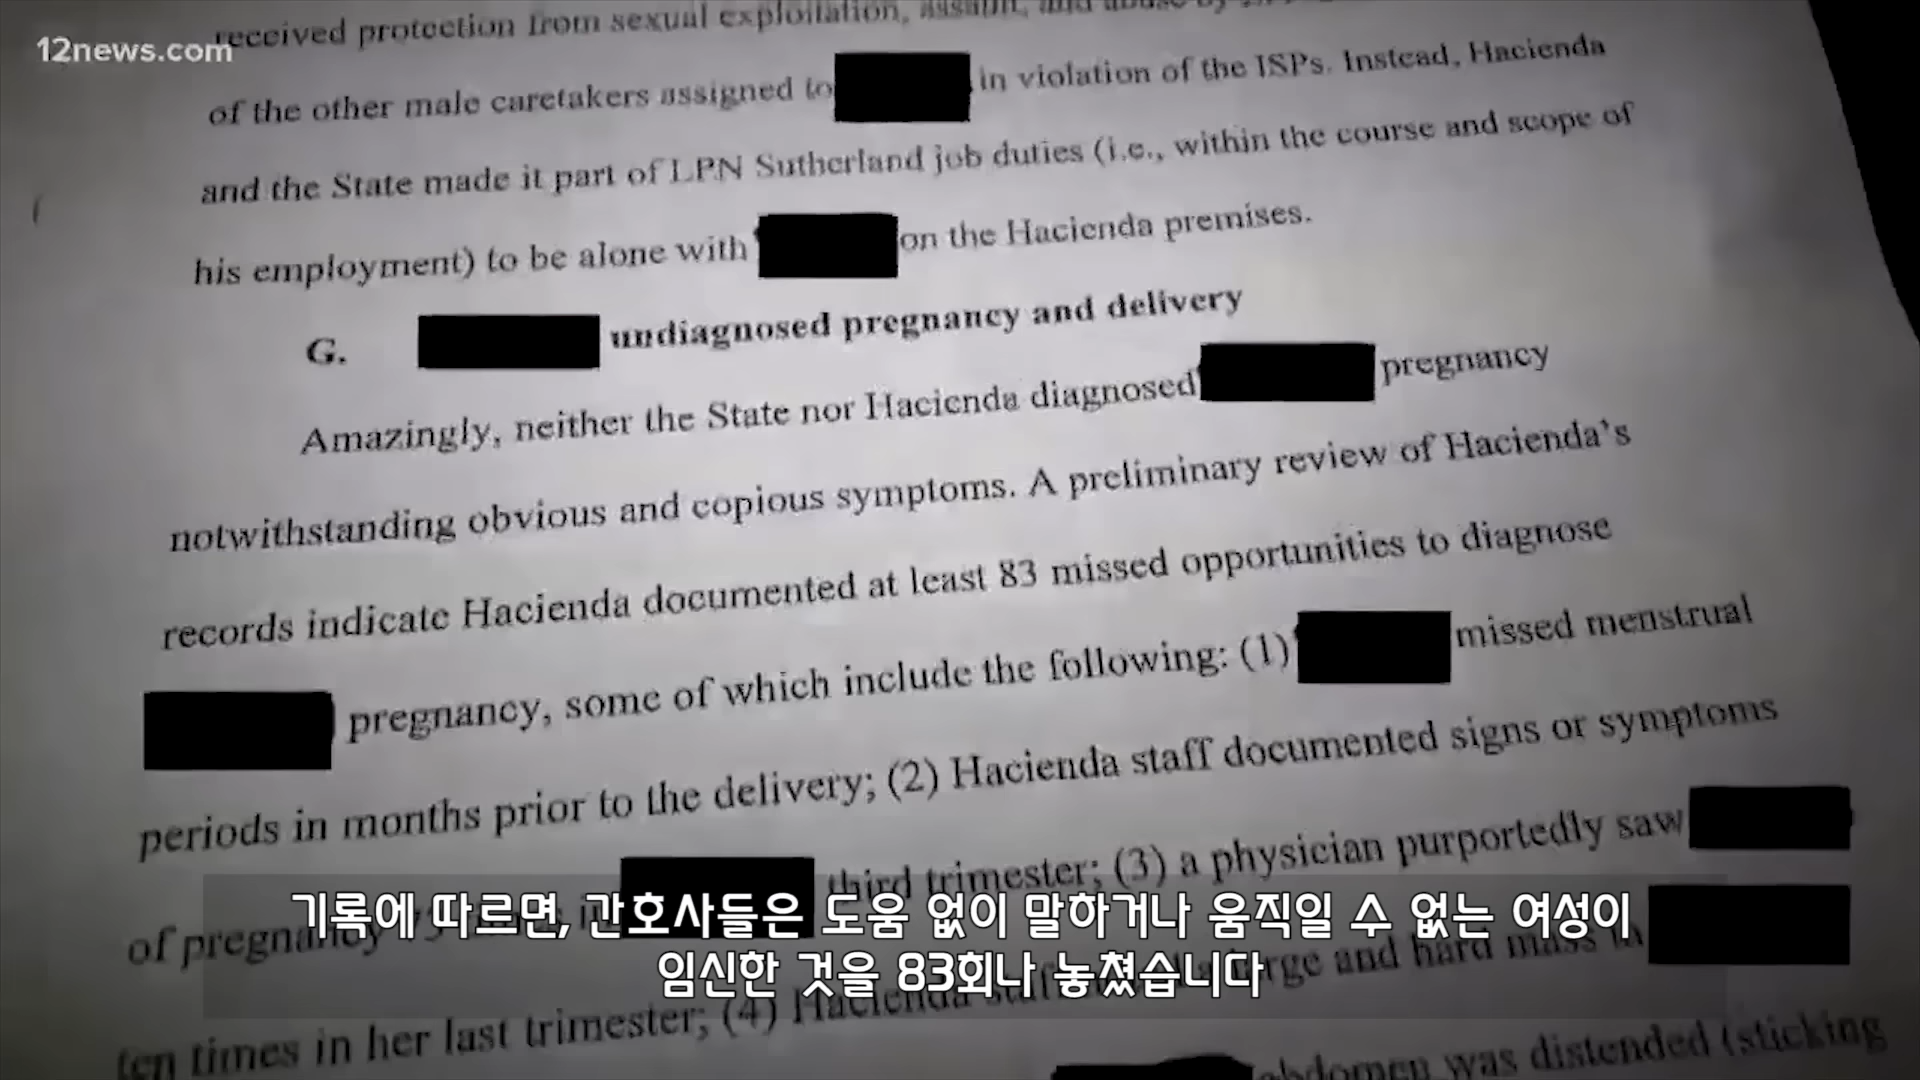 12news.com
received protection from sexual exploitation, assault, and abuse by
of the other male caretakers assigned to in violation of the ISPs. Instead, Hacienda
and the State made it part of LPN Sutherland job duties (i.e., within the course and scope of
his employment) to be alone with on the Hacienda premises.
G. undiagnosed pregnancy and delivery
Amazingly, neither the State nor Hacienda diagnosed pregnancy
notwithstanding obvious and copious symptoms. A preliminary review of Hacienda's
records indicate Hacienda documented at least 83 missed opportunities to diagnose
pregnancy, some of which include the following: (1) missed menstrual
periods in months prior to the delivery; (2) Hacienda staff documented signs or symptoms
of pregnancy third trimester; (3) a physician purportedly saw
기록에 따르면, 간호사들은 도움 없이 말하거나 움직일 수 없는 여성이
임신한 것을 83회나 놓쳤습니다
ten times in her last trimester; (4) Hacienda staff and hard mass in
abdomen was distended (sticking